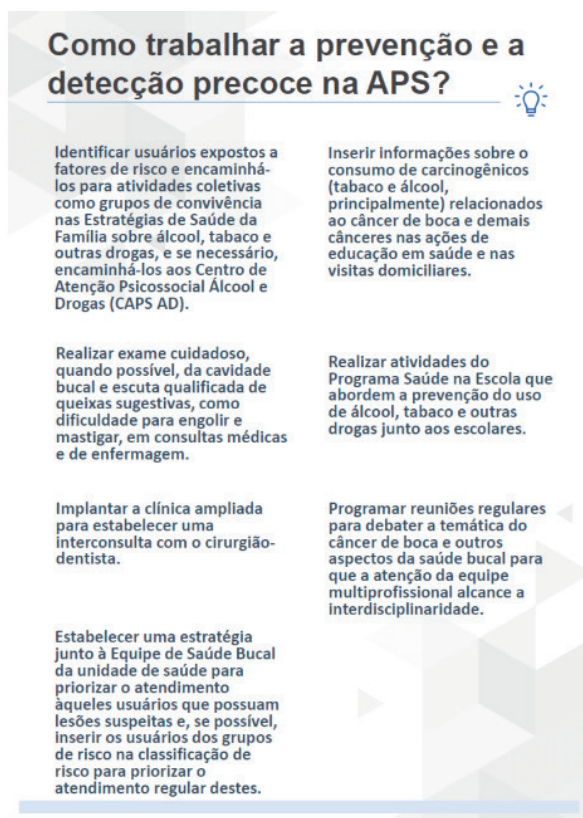 Como trabalhar a prevenção e a
detecção precoce na APS?
Identificar usuários expostos a
fatores de risco e encaminhá-
los para atividades coletivas
como grupos de convivência
nas Estratégias de Saúde da
Família sobre álcool, tabaco e
outras drogas, e se necessário,
encaminhá-los aos Centro de
Atenção Psicossocial Álcool e
Drogas (CAPS AD).
Inserir informações sobre o
consumo de carcinogênicos
(tabaco e álcool,
principalmente) relacionados
ao câncer de boca e demais
cânceres nas ações de
educação em saúde e nas
visitas domiciliares.
Realizar exame cuidadoso,
quando possível, da cavidade
bucal e escuta qualificada de
queixas sugestivas, como
dificuldade para engolir e
mastigar, em consultas médicas
e de enfermagem.
Realizar atividades do
Programa Saúde na Escola que
abordem a prevenção do uso
de álcool, tabaco e outras
drogas junto aos escolares.
Implantar a clínica ampliada
para estabelecer uma
interconsulta com o cirurgião-
dentista.
Programar reuniões regulares
para debater a temática do
câncer de boca e outros
aspectos da saúde bucal para
que a atenção da equipe
multiprofissional alcance a
interdisciplinaridade.
Estabelecer uma estratégia
junto à Equipe de Saúde Bucal
da unidade de saúde para
priorizar o atendimento
àqueles usuários que possuam
lesões suspeitas e, se possível,
inserir os usuários dos grupos
de risco na classificação de
risco para priorizar o
atendimento regular destes.